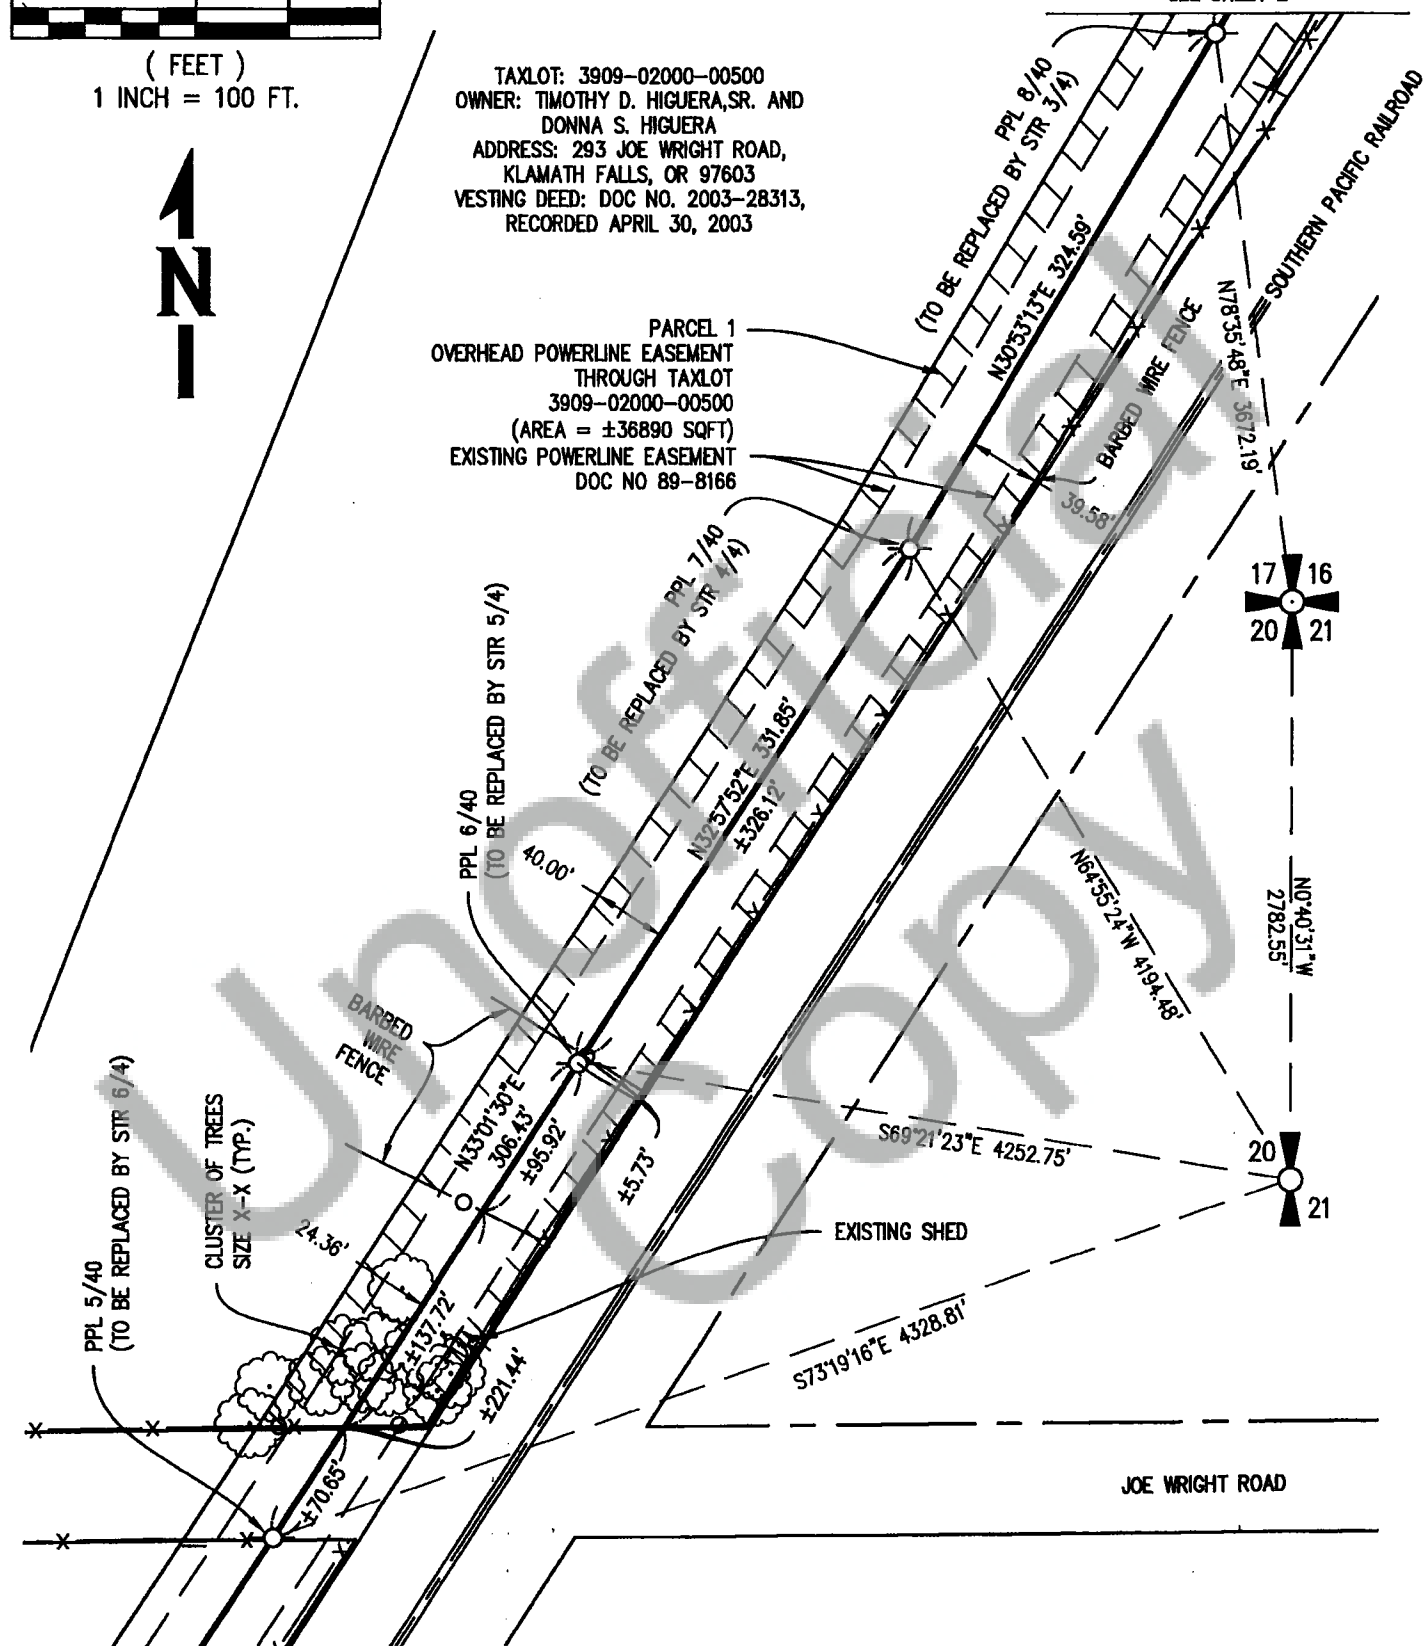 ( FEET )
1 INCH = 100 FT.
N
TAXLOT: 3909-02000-00500
OWNER: TIMOTHY D. HIGUERA,SR. AND
DONNA S. HIGUERA
ADDRESS: 293 JOE WRIGHT ROAD,
KLAMATH FALLS, OR 97603
VESTING DEED: DOC NO. 2003-28313,
RECORDED APRIL 30, 2003
PPL 8/40
(TO BE REPLACED BY STR 3/4)
SOUTHERN PACIFIC RAILROAD
N30°53'13"E 324.59'
N78°35'48"E 3672.19'
PARCEL 1
OVERHEAD POWERLINE EASEMENT
THROUGH TAXLOT
3909-02000-00500
(AREA = ±36890 SQFT)
EXISTING POWERLINE EASEMENT
DOC NO 89-8166
BARBED WIRE FENCE
39.58'
PPL 7/40
(TO BE REPLACED BY STR 4/4)
17 16
20 21
PPL 6/40
(TO BE REPLACED BY STR 5/4)
N32°57'52"E 331.85'
±326.12'
40.00'
N64°55'24"W 4194.48'
N0°40'31"W
2782.55'
BARBED
WIRE
FENCE
N33°01'30"E
306.43'
±95.92'
±5.73'
S69°21'23"E 4252.75'
20
21
CLUSTER OF TREES
SIZE X-X (TYP.)
24.36'
EXISTING SHED
PPL 5/40
(TO BE REPLACED BY STR 6/4)
±137.72'
±221.44'
S73°19'16"E 4328.81'
±70.65'
JOE WRIGHT ROAD
Unofficial
Copy